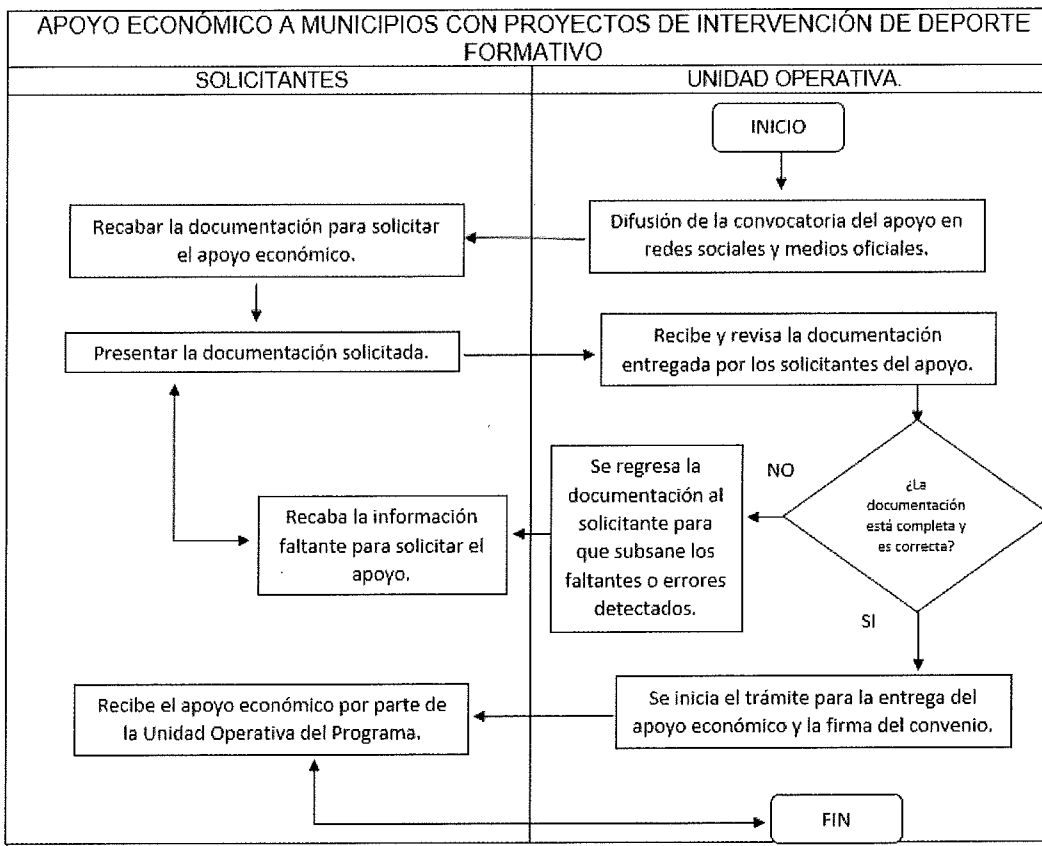 APOYO ECONÓMICO A MUNICIPIOS CON PROYECTOS DE INTERVENCIÓN DE DEPORTE
FORMATIVO
SOLICITANTES
UNIDAD OPERATIVA.
INICIO
Difusión de la convocatoria del apoyo en
redes sociales y medios oficiales.
Recabar la documentación para solicitar
el apoyo económico.
Presentar la documentación solicitada.
Recibe y revisa la documentación
entregada por los solicitantes del apoyo.
¿La
documentación
está completa y
es correcta?
NO
Se regresa la
documentación al
solicitante para
que subsane los
faltantes o errores
detectados.
Recaba la información
faltante para solicitar el
apoyo.
SI
Se inicia el trámite para la entrega del
apoyo económico y la firma del convenio.
Recibe el apoyo económico por parte de
la Unidad Operativa del Programa.
FIN